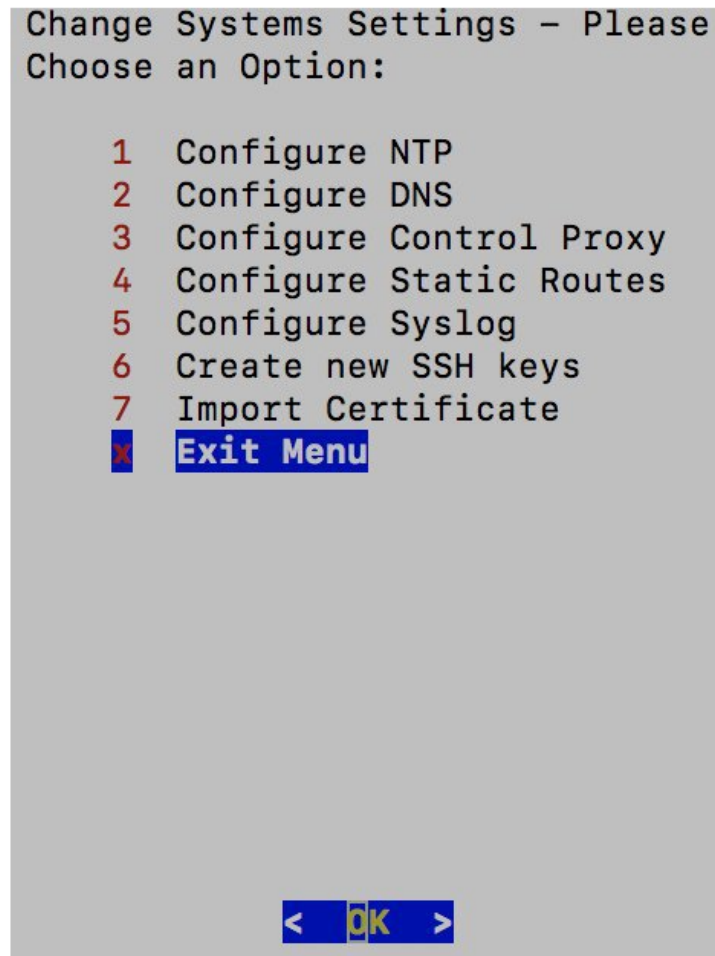 Change Systems Settings – Please
Choose an Option:
1 Configure NTP
2 Configure DNS
3 Configure Control Proxy
4 Configure Static Routes
5 Configure Syslog
6 Create new SSH keys
7 Import Certificate
x Exit Menu
< OK >